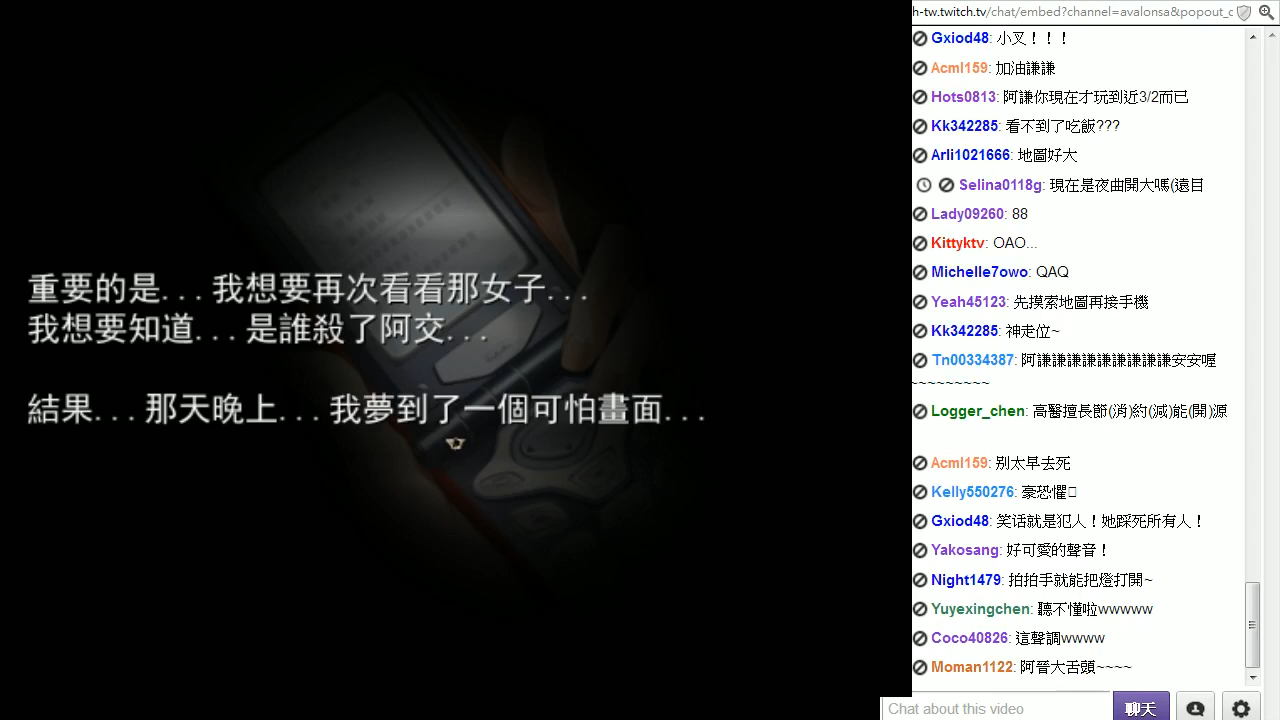 重要的是...我想要再次看看那女子...
我想要知道...是誰殺了阿交...
結果...那天晚上...我夢到了一個可怕畫面...
h-tw.twitch.tv/chat/embed?channel=avalonsa&popout_c
Gxiod48: 小叉！！！
Acml159: 加油謙謙
Hots0813: 阿謙你現在才玩到近3/2而已
Kk342285: 看不到了吃飯???
Arli1021666: 地圖好大
Selina0118g: 現在是夜曲開大嗎(遠目
Lady09260: 88
Kittyktv: OAO...
Michelle7owo: QAQ
Yeah45123: 先摸索地圖再接手機
Kk342285: 神走位~
Tn00334387: 阿謙謙謙謙謙謙謙謙謙安安喔
~~~~~~~~~
Logger_chen: 高醫擅長節(消)約(減)能(開)源
Acml159: 別太早去死
Kelly550276: 豪恐懼
Gxiod48: 笑话就是犯人！她踩死所有人！
Yakosang: 好可愛的聲音！
Night1479: 拍拍手就能把燈打開~
Yuyexingchen: 聽不懂啦wwwww
Coco40826: 這聲調wwww
Moman1122: 阿晉大舌頭~~~~
Chat about this video
聊天